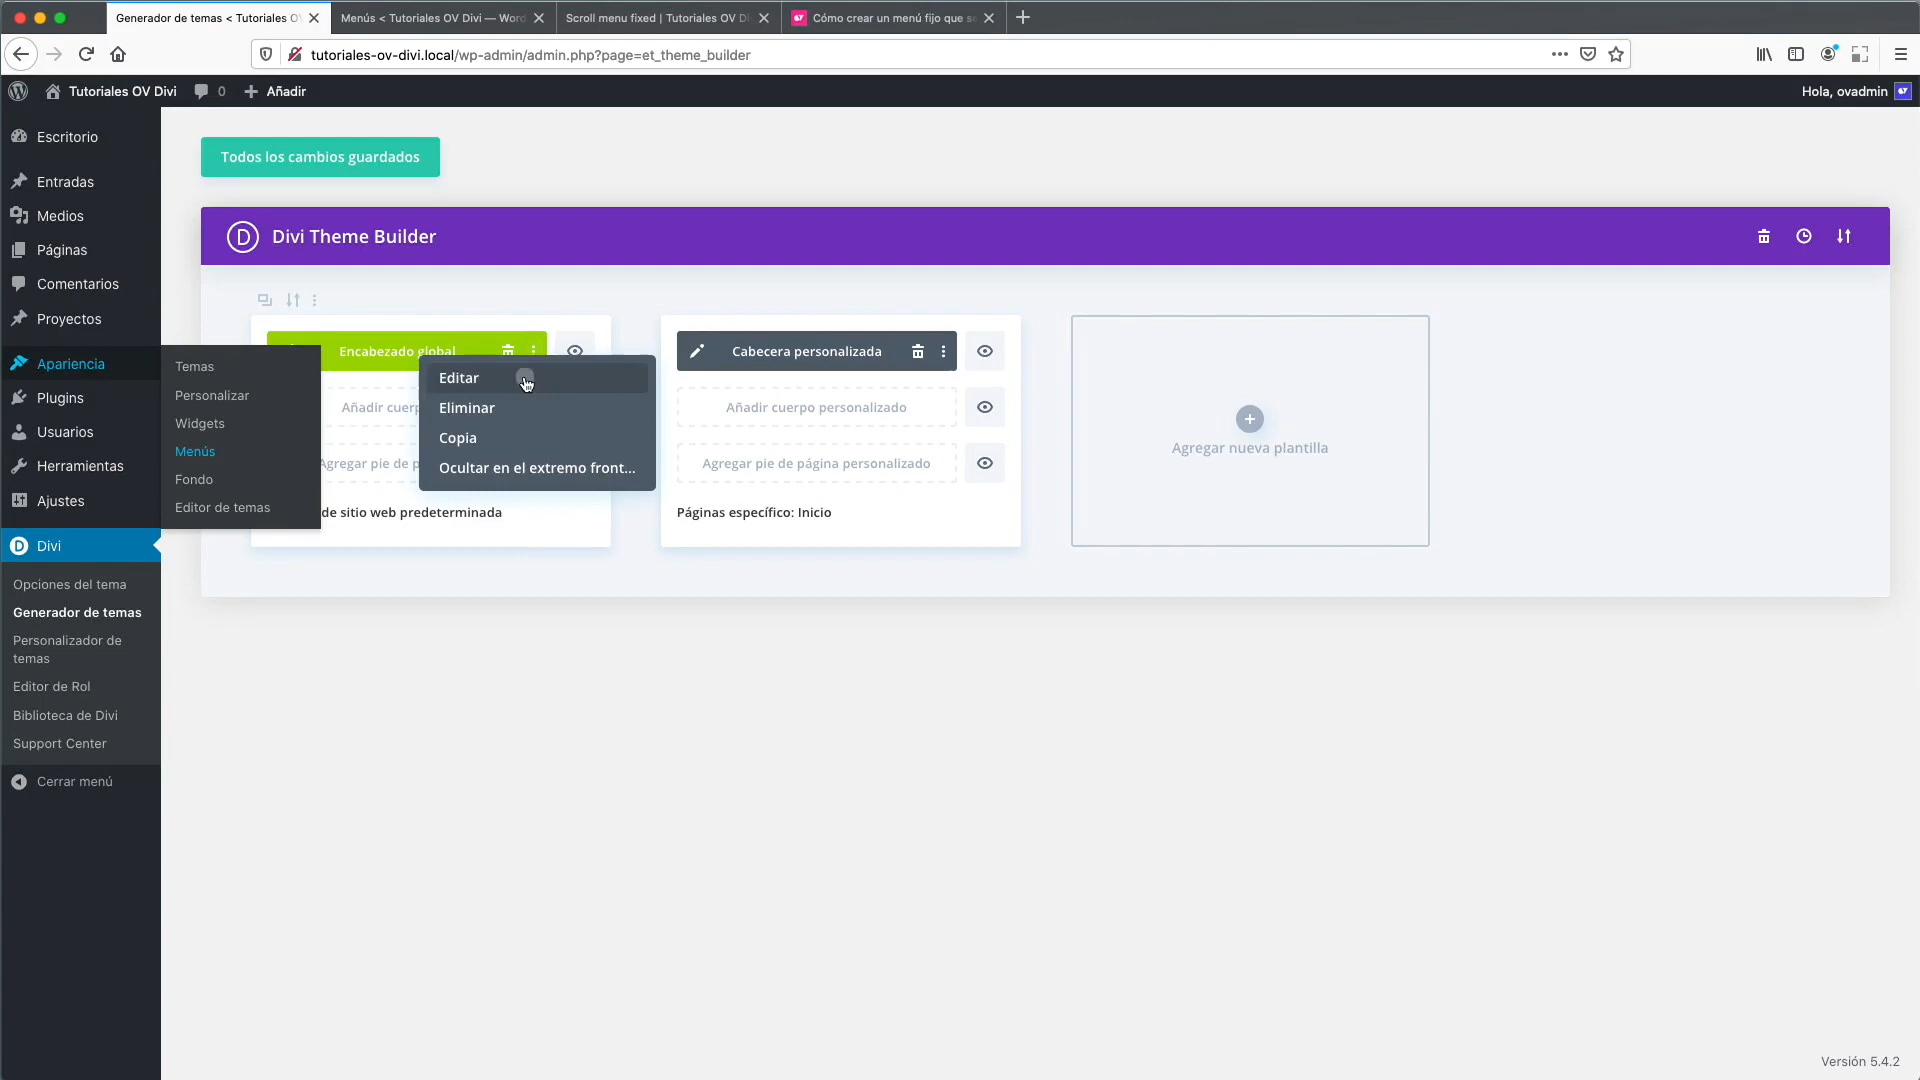 Generador de temas < Tutoriales O
Menús < Tutoriales OV Divi — Wor
Scroll menu fixed | Tutoriales OV D
Cómo crear un menú fijo que s
tutoriales-ov-divi.local/wp-admin/admin.php?page=et_theme_builder
Tutoriales OV Divi
0
Añadir
Hola, ovadmin
Escritorio
Entradas
Medios
Páginas
Comentarios
Proyectos
Apariencia
Plugins
Usuarios
Herramientas
Ajustes
Divi
Opciones del tema
Generador de temas
Personalizador de
temas
Editor de Rol
Biblioteca de Divi
Support Center
Cerrar menú
Temas
Personalizar
Widgets
Menús
Fondo
Editor de temas
Todos los cambios guardados
D Divi Theme Builder
Encabezado global
Añadir cuerp
Agregar pie de p
de sitio web predeterminada
Editar
Eliminar
Copia
Ocultar en el extremo front...
Cabecera personalizada
Añadir cuerpo personalizado
Agregar pie de página personalizado
Páginas específico: Inicio
Agregar nueva plantilla
Versión 5.4.2